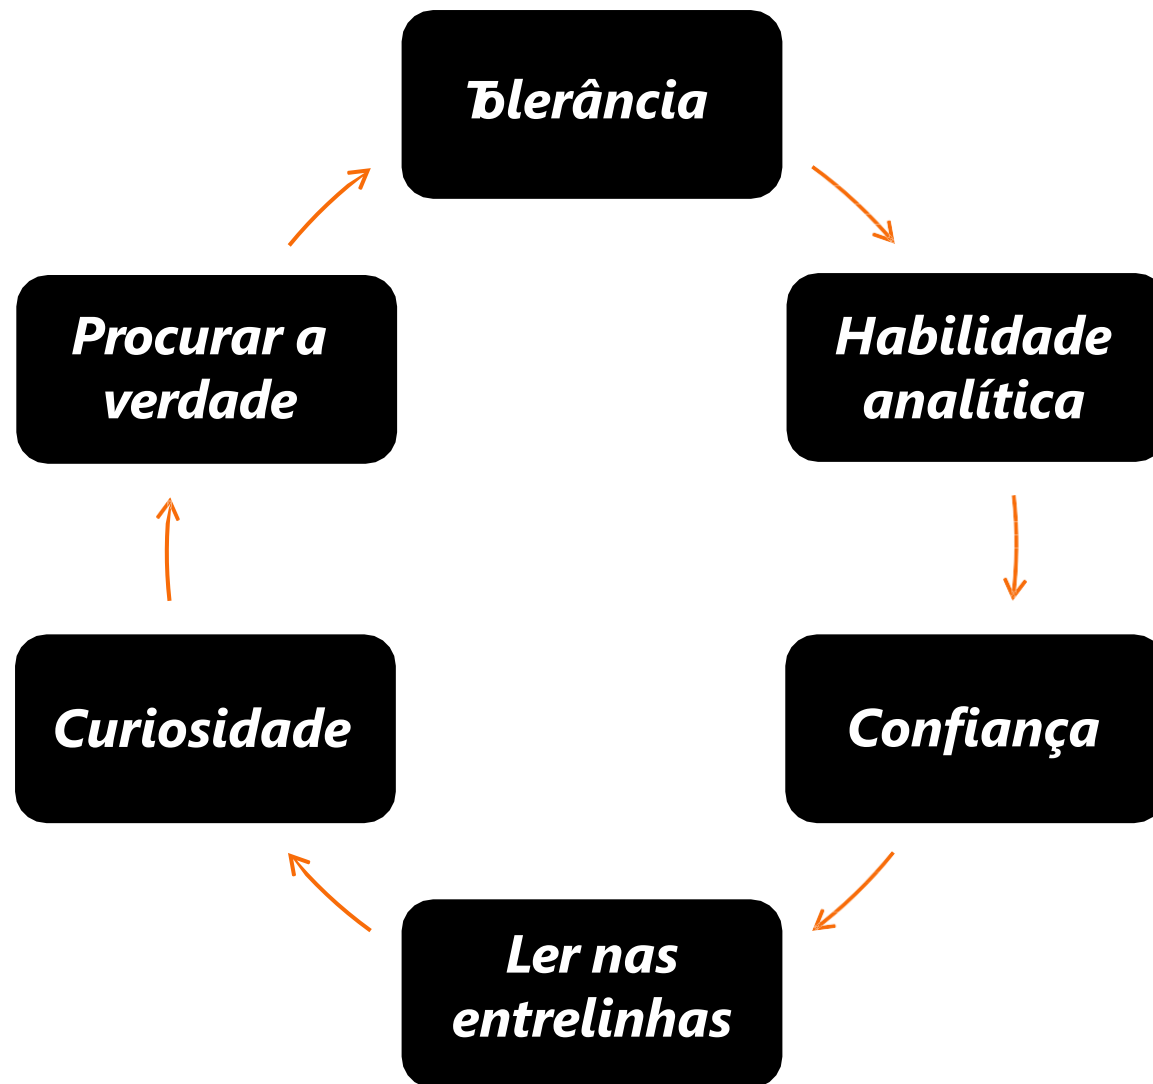 Tolerância
Habilidade
analítica
Confiança
Ler nas
entrelinhas
Curiosidade
Procurar a
verdade